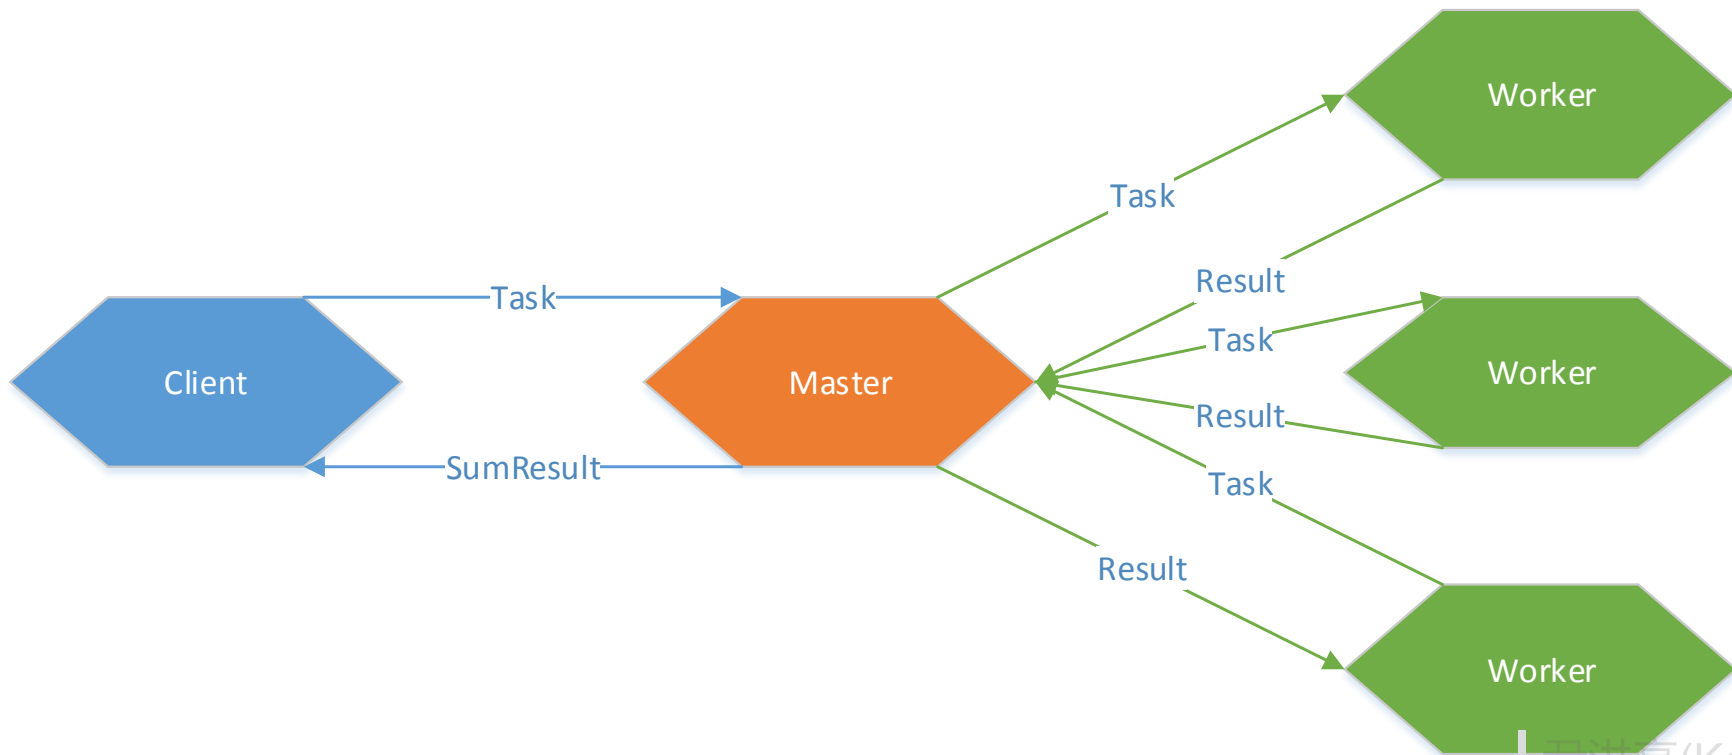 Worker
Task
Result
Task
Task
Client
Master
Worker
Result
SumResult
Task
Result
Worker